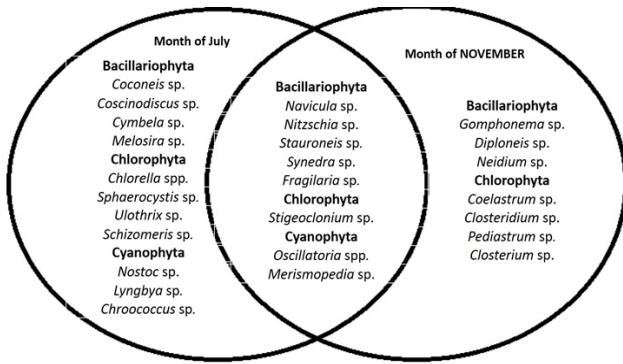 Month of July
Bacillariophyta
Coconeis sp.
Coscinodiscus sp.
Cymbela sp.
Melosira sp.
Chlorophyta
Chlorella spp.
Sphaerocystis sp.
Ulothrix sp.
Schizomeris sp.
Cyanophyta
Nostoc sp.
Lyngbya sp.
Chroococcus sp.
Bacillariophyta
Navicula sp.
Nitzschia sp.
Stauroneis sp.
Synedra sp.
Fragilaria sp.
Chlorophyta
Stigeoclonium sp.
Cyanophyta
Oscillatoria spp.
Merismopedia sp.
Month of NOVEMBER
Bacillariophyta
Gomphonema sp.
Diploneis sp.
Neidium sp.
Chlorophyta
Coelastrum sp.
Closteridium sp.
Pediastrum sp.
Closterium sp.